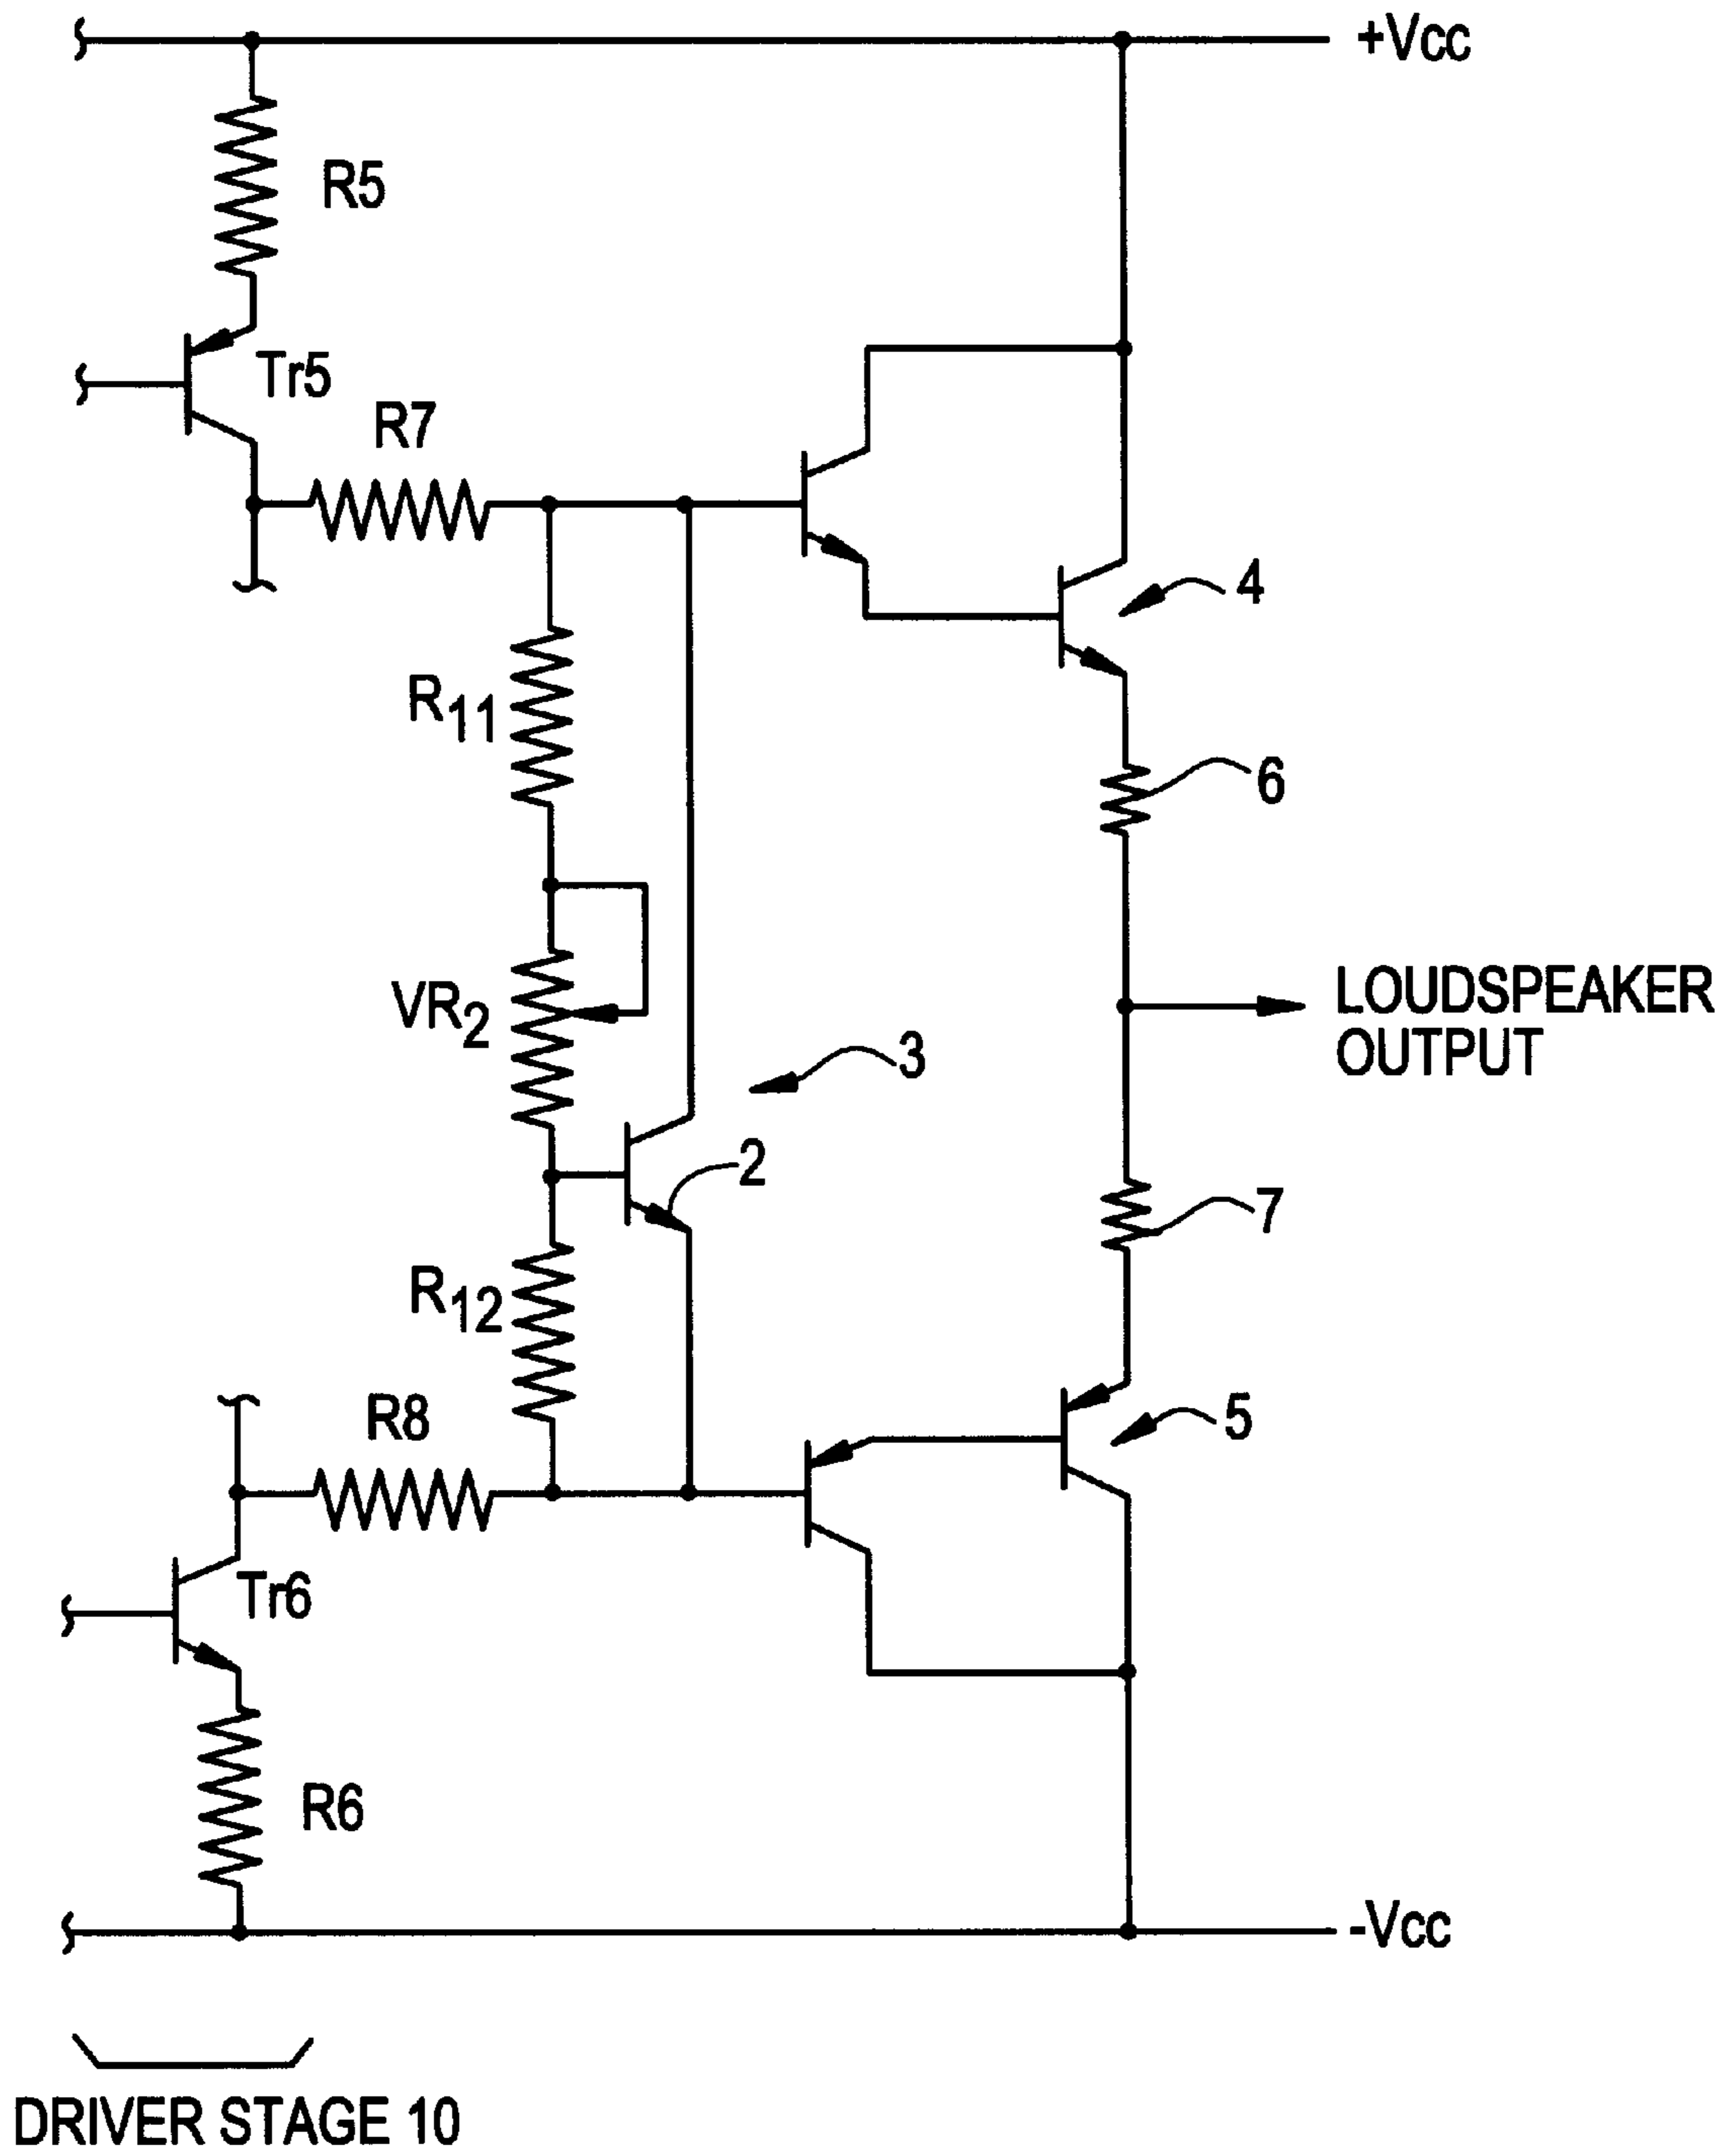 +Vcc
R5
Tr5
R7
4
R11
6
VR2
LOUDSPEAKER
OUTPUT
3
2
7
R12
R8
5
Tr6
R6
-Vcc
DRIVER STAGE 10